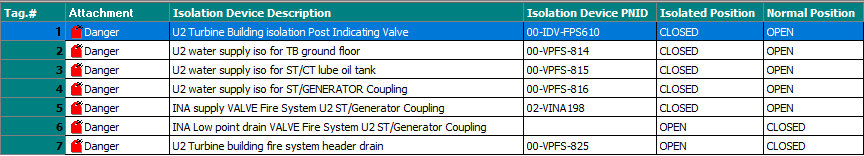 Tag.# Attachment Isolation Device Description Isolation Device PNID Isolated Position Normal Position
1 Danger U2 Turbine Building isolation Post Indicating Valve 00-IDV-FPS610 CLOSED OPEN
2 Danger U2 water supply iso for TB ground floor 00-VPFS-814 CLOSED OPEN
3 Danger U2 water supply iso for ST/CT lube oil tank 00-VPFS-815 CLOSED OPEN
4 Danger U2 water supply iso for ST/GENERATOR Coupling 00-VPFS-816 CLOSED OPEN
5 Danger INA supply VALVE Fire System U2 ST/Generator Coupling 02-VINA198 CLOSED OPEN
6 Danger INA Low point drain VALVE Fire System U2 ST/Generator Coupling OPEN CLOSED
7 Danger U2 Turbine building fire system header drain 00-VPFS-825 OPEN CLOSED